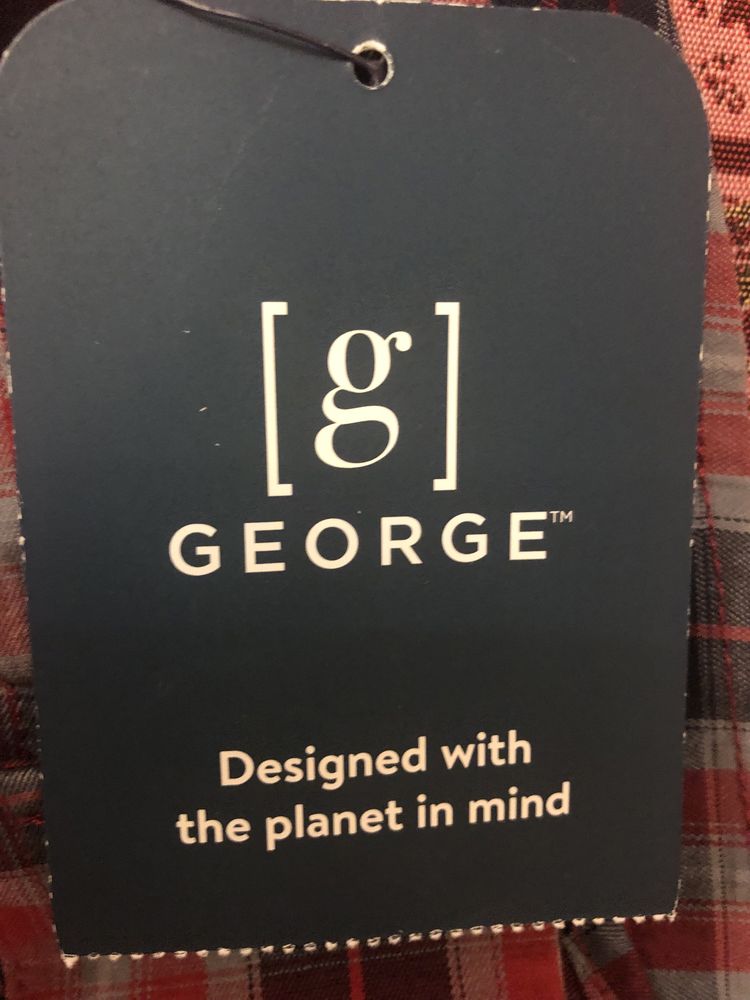 [g]
GEORGE™
Designed with
the planet in mind